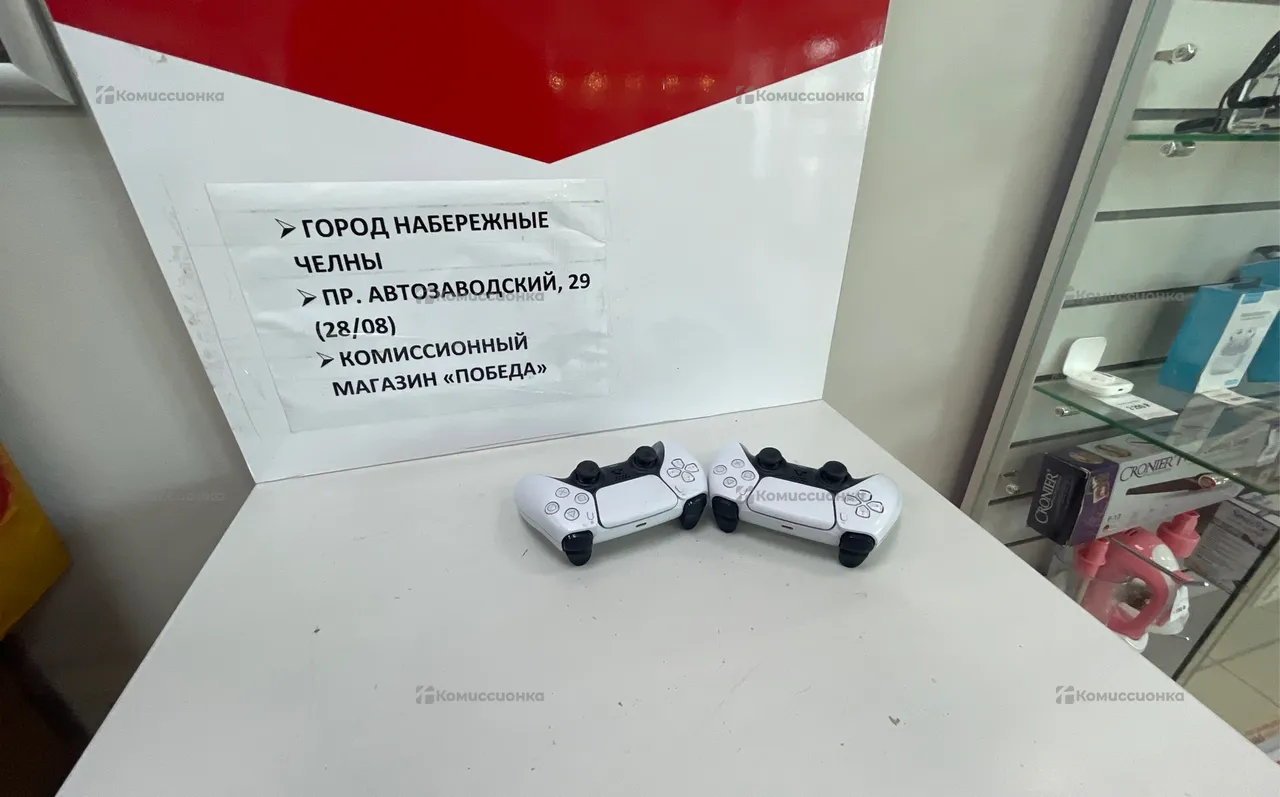 Комиссионка
Комиссионка
➢ ГОРОД НАБЕРЕЖНЫЕ
ЧЕЛНЫ
➢ ПР. АВТОЗАВОДСКИЙ, 29
Комиссионка
(28/08)
➢ КОМИССИОННЫЙ
МАГАЗИН «ПОБЕДА»
Комиссионка
CRONIER
CRONIER
Комиссионка
Комиссионка
Комиссионка